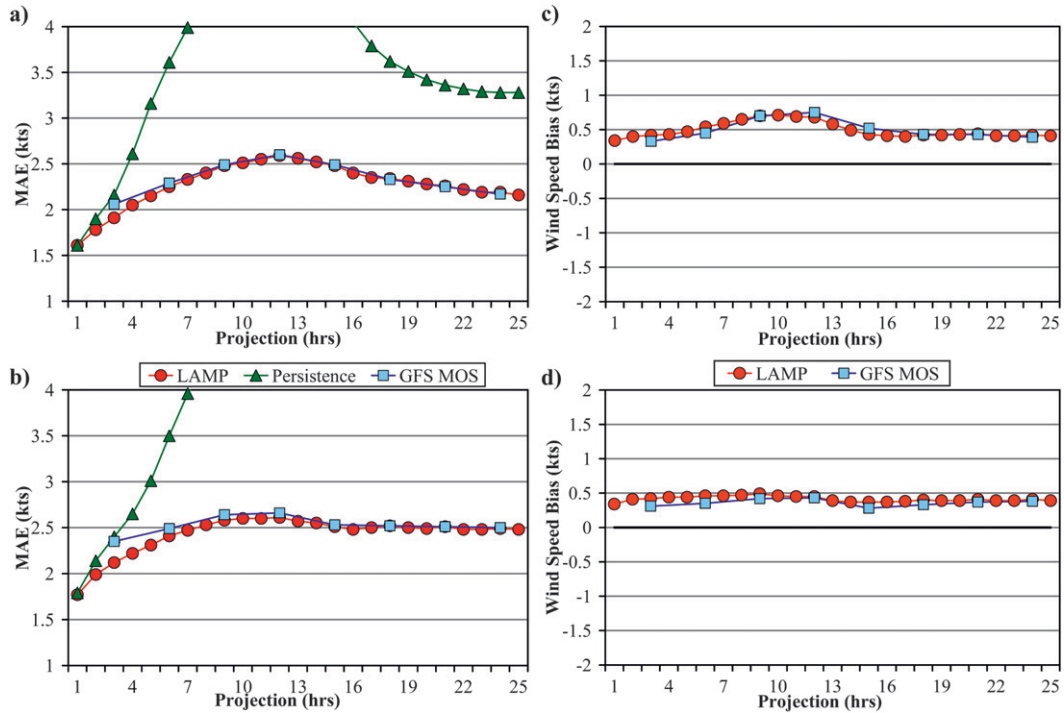 a)
4
3.5
3
2.5
2
1.5
1
MAE (kts)
1 4 7 10 13 16 19 22 25
Projection (hrs)
c)
2
1.5
1
0.5
0
-0.5
-1
-1.5
-2
Wind Speed Bias (kts)
1 4 7 10 13 16 19 22 25
Projection (hrs)
b)
LAMP Persistence GFS MOS
4
3.5
3
2.5
2
1.5
1
MAE (kts)
1 4 7 10 13 16 19 22 25
Projection (hrs)
d)
LAMP GFS MOS
2
1.5
1
0.5
0
-0.5
-1
-1.5
-2
Wind Speed Bias (kts)
1 4 7 10 13 16 19 22 25
Projection (hrs)